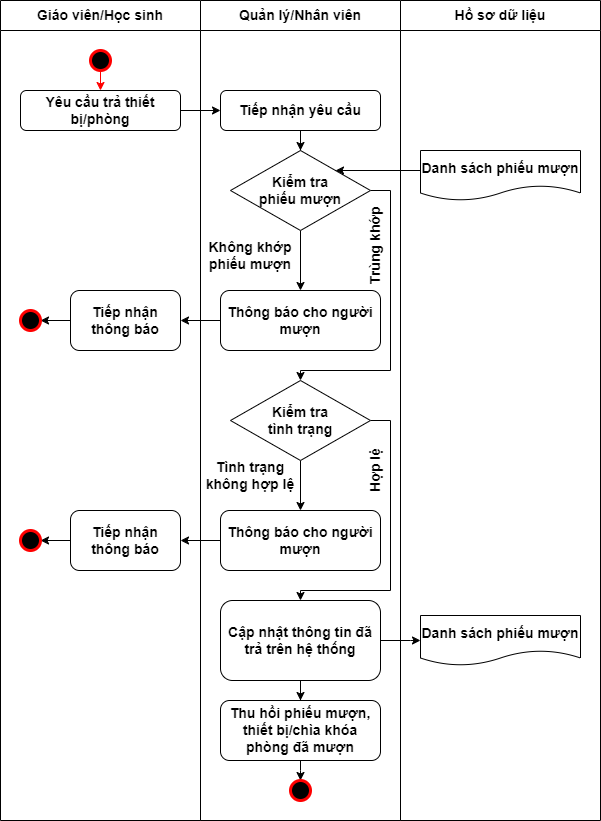 Giáo viên/Học sinh
Quản lý/Nhân viên
Hồ sơ dữ liệu
Yêu cầu trả thiết
bị/phòng
Tiếp nhận yêu cầu
Kiểm tra
phiếu mượn
Danh sách phiếu mượn
Trùng khớp
Không khớp
phiếu mượn
Tiếp nhận
thông báo
Thông báo cho người
mượn
Kiểm tra
tình trạng
Hợp lệ
Tình trạng
không hợp lệ
Tiếp nhận
thông báo
Thông báo cho người
mượn
Cập nhật thông tin đã
trả trên hệ thống
Danh sách phiếu mượn
Thu hồi phiếu mượn,
thiết bị/chìa khóa
phòng đã mượn